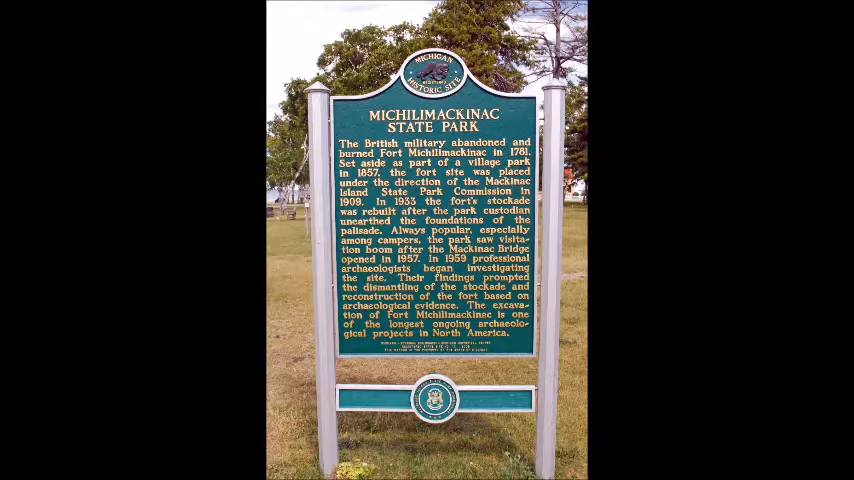 MICHIGAN
REGISTERED
HISTORIC SITE
MICHILIMACKINAC
STATE PARK
The British military abandoned and
burned Fort Michilimackinac in 1781.
Set aside as part of a village park
in 1857, the fort site was placed
under the direction of the Mackinac
Island State Park Commission in
1909. In 1933 the fort's stockade
was rebuilt after the park custodian
unearthed the foundations of the
palisade. Always popular, especially
among campers, the park saw visita-
tion boom after the Mackinac Bridge
opened in 1957. In 1959 professional
archaeologists began investigating
the site. Their findings prompted
the dismantling of the stockade and
reconstruction of the fort based on
archaeological evidence. The excava-
tion of Fort Michilimackinac is one
of the longest ongoing archaeolo-
gical projects in North America.